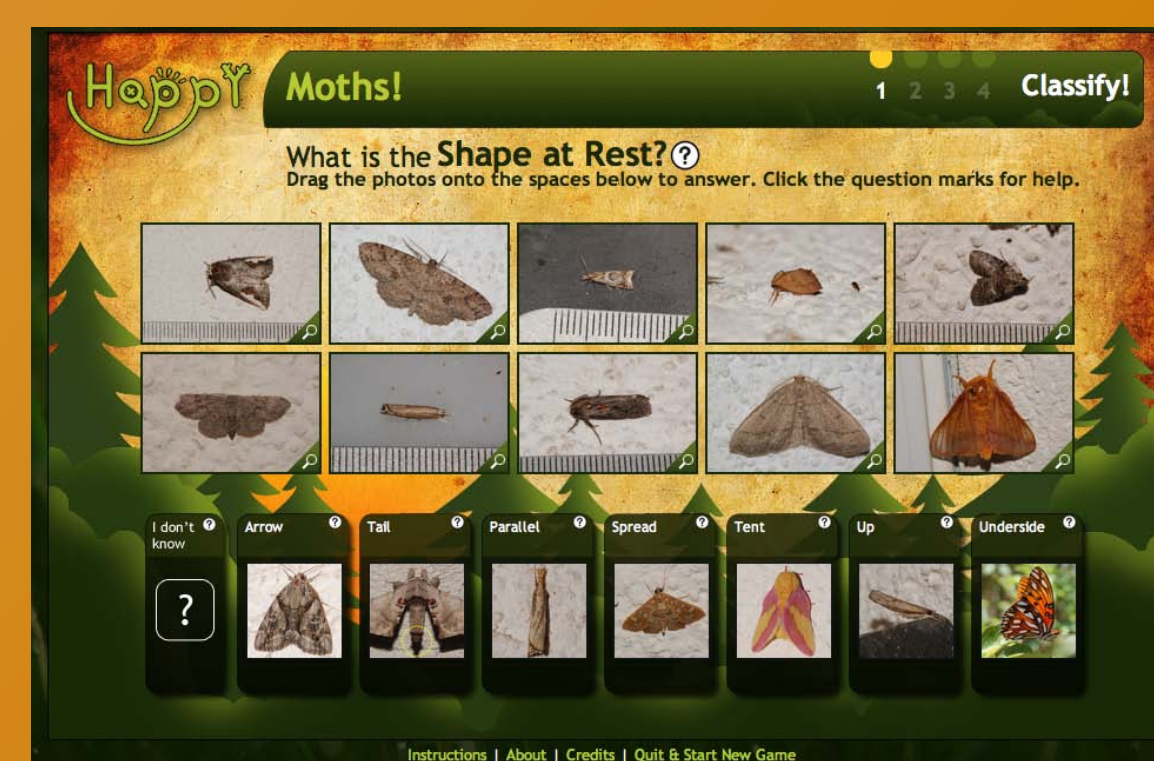 Happy
Moths!
1 2 3 4
Classify!
What is the Shape at Rest? ?
Drag the photos onto the spaces below to answer. Click the question marks for help.
I don't know ?
Arrow ?
Tail ?
Parallel ?
Spread ?
Tent ?
Up ?
Underside ?
?
Instructions | About | Credits | Quit & Start New Game